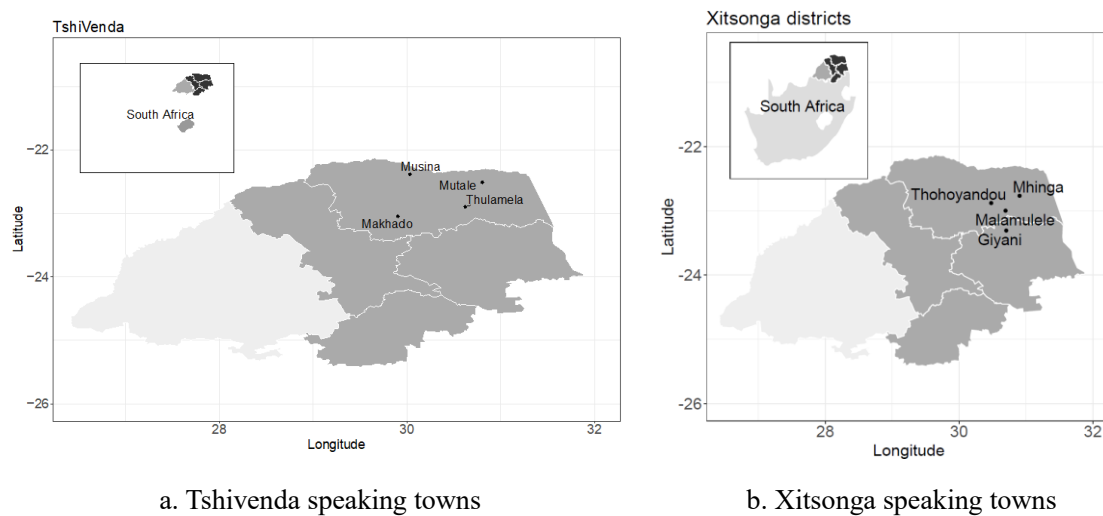 TshiVenda
South Africa
Musina
Mutale
Thulamela
Makhado
-22
-24
-26
Latitude
28
30
32
Longitude
a. Tshivenda speaking towns
Xitsonga districts
South Africa
Thohoyandou
Mhinga
Malamulele
Giyani
-22
-24
-26
Latitude
28
30
32
Longitude
b. Xitsonga speaking towns